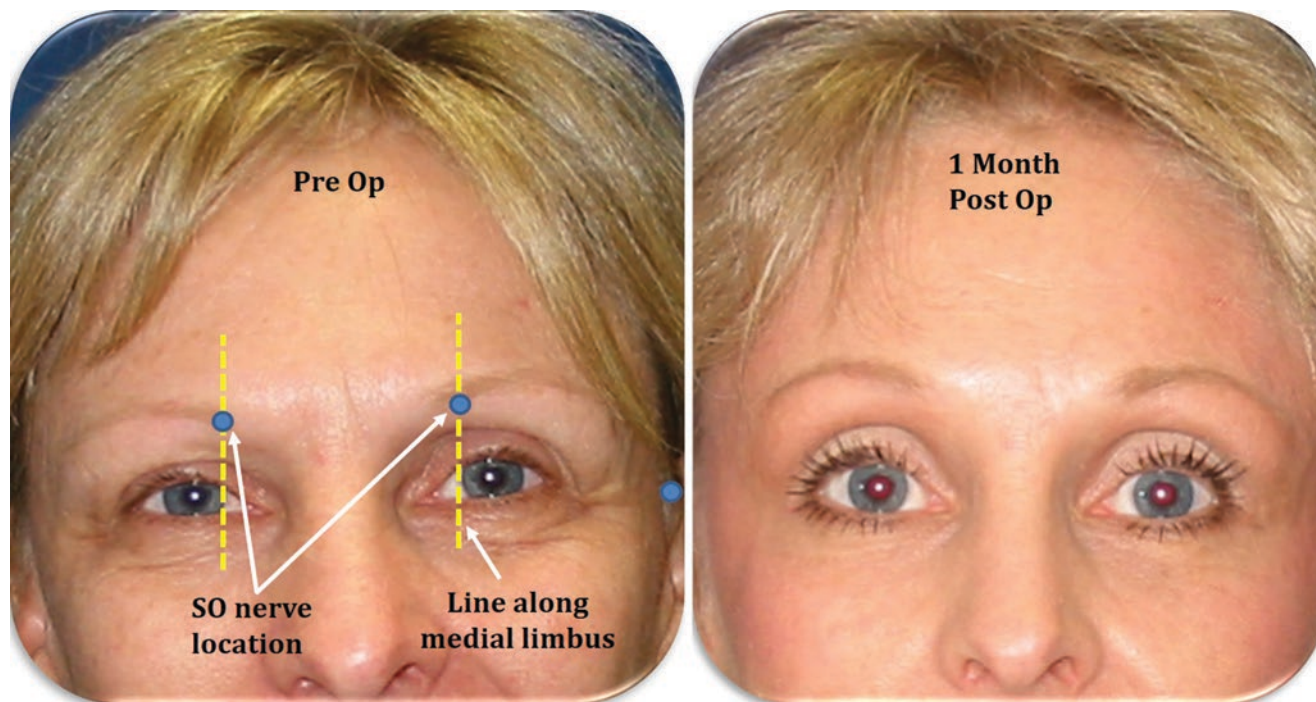 Pre Op
SO nerve
location
Line along
medial limbus
1 Month
Post Op